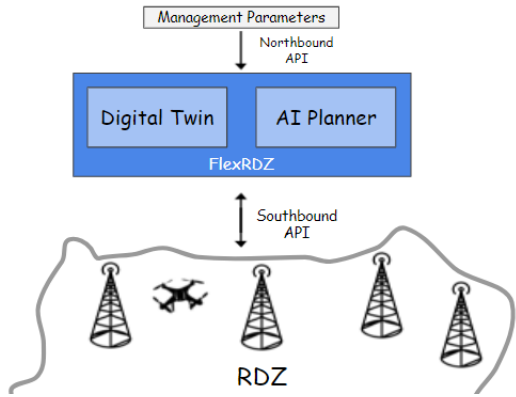 Management Parameters
Northbound
API
Digital Twin
AI Planner
FlexRDZ
Southbound
API
RDZ